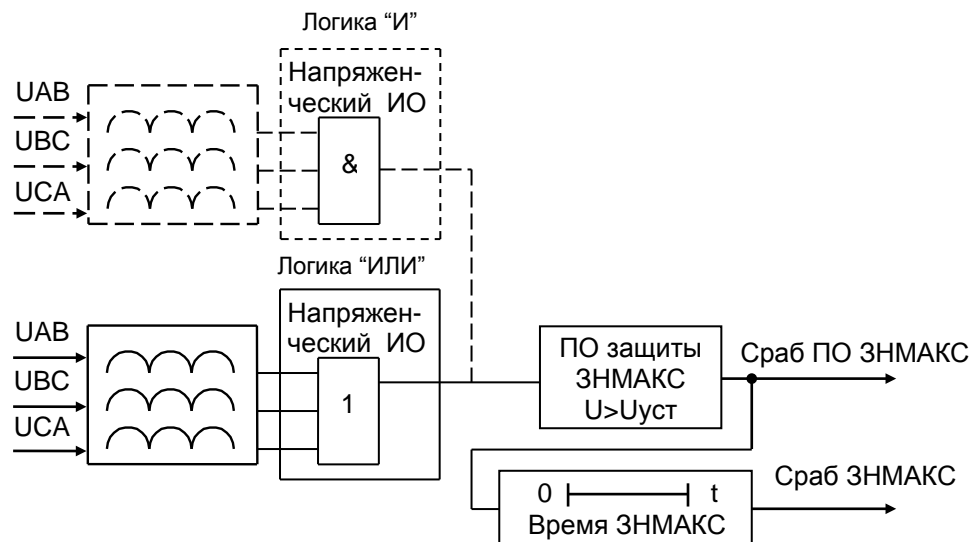 Логика “И”
Напряжен-
ческий ИО
UAB
UBC
UCA
&
Логика “ИЛИ”
Напряжен-
ческий ИО
UAB
UBC
UCA
1
ПО защиты
ЗНМАКС
U>Uуст
Сраб ПО ЗНМАКС
0 t
Время ЗНМАКС
Сраб ЗНМАКС